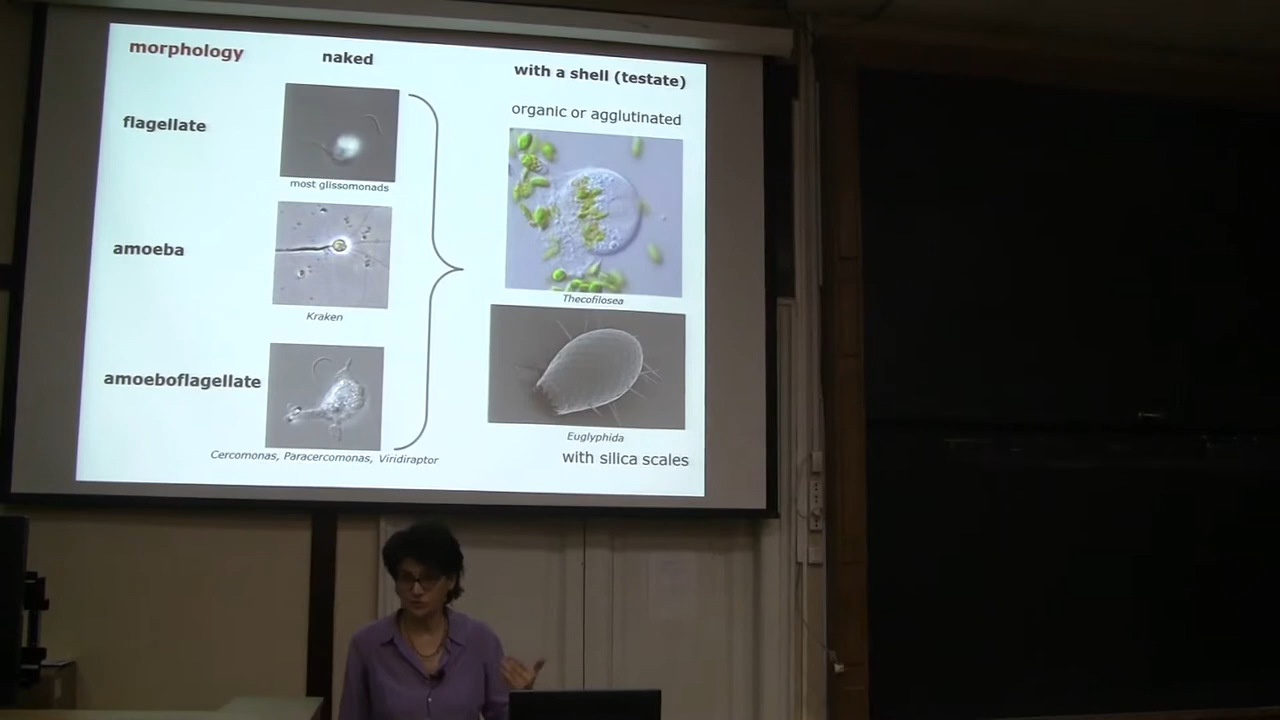 morphology
naked
with a shell (testate)
flagellate
organic or agglutinated
most glissomonads
amoeba
Thecofilosea
Kraken
amoeboflagellate
Euglyphida
Cercomonas, Paracercomonas, Viridiraptor
with silica scales